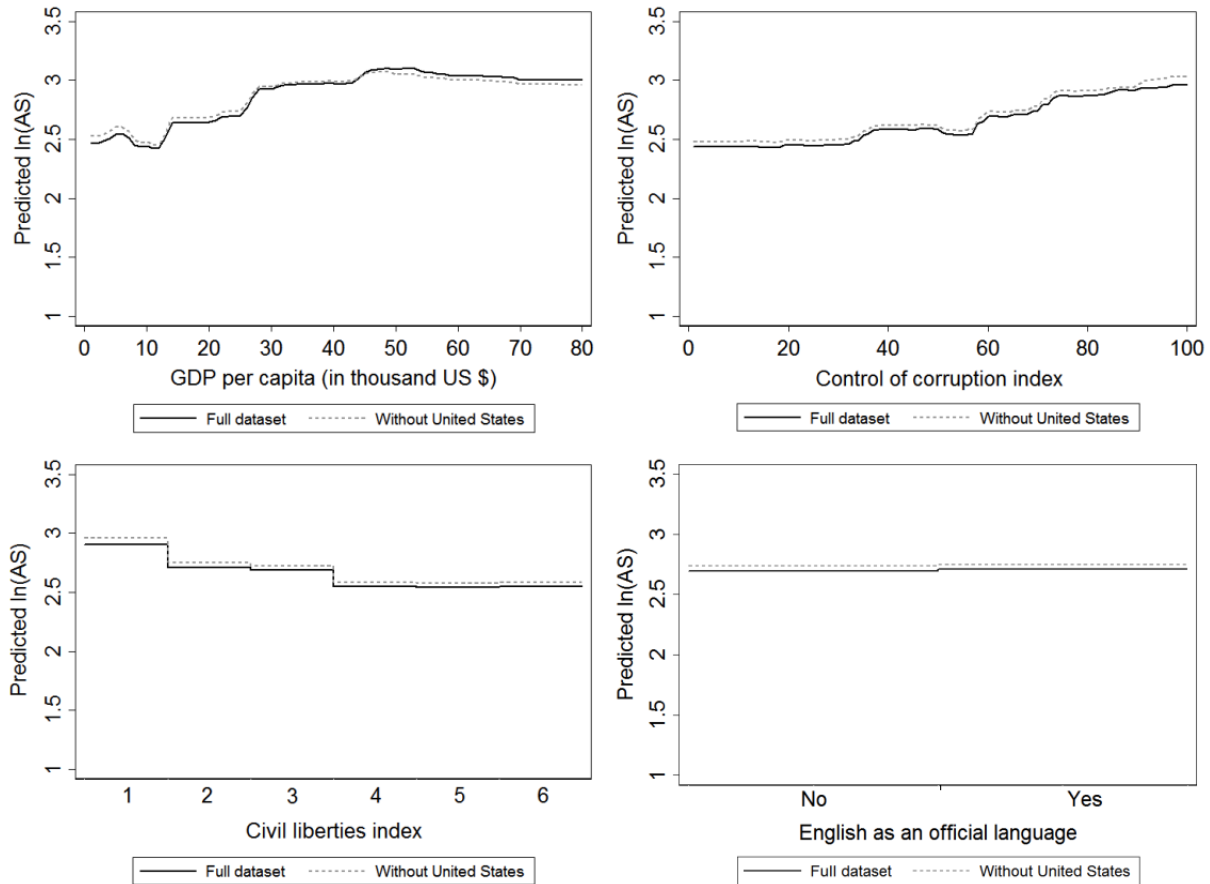 Predicted ln(AS)
3.5
3
2.5
2
1.5
1
0 10 20 30 40 50 60 70 80
GDP per capita (in thousand US $)
Full dataset Without United States
Predicted ln(AS)
3.5
3
2.5
2
1.5
1
0 20 40 60 80 100
Control of corruption index
Full dataset Without United States
Predicted ln(AS)
3.5
3
2.5
2
1.5
1
1 2 3 4 5 6
Civil liberties index
Full dataset Without United States
Predicted ln(AS)
3.5
3
2.5
2
1.5
1
No Yes
English as an official language
Full dataset Without United States